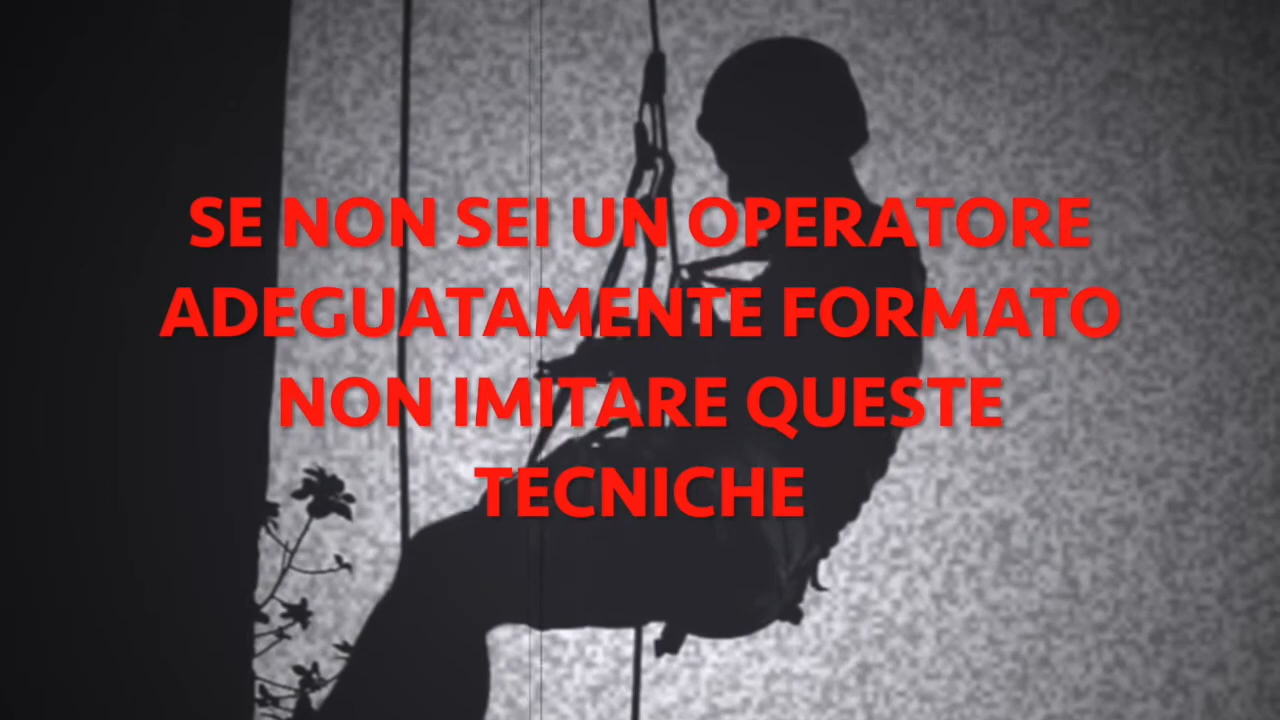 SE NON SEI UN OPERATORE
ADEGUATAMENTE FORMATO
NON IMITARE QUESTE
TECNICHE